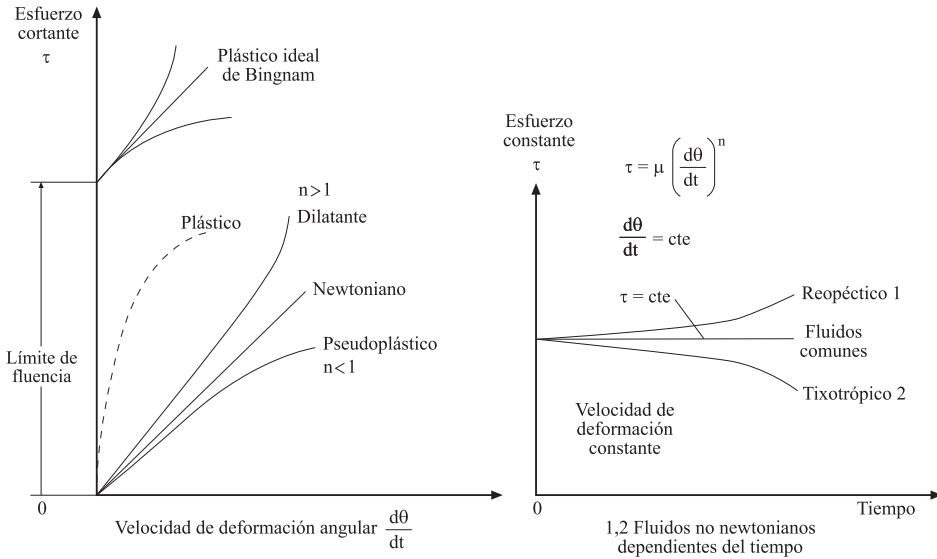 Esfuerzo
cortante
τ
Plástico ideal
de Bingnam
n>1
Dilatante
Plástico
Newtoniano
Pseudoplástico
n<1
Límite de
fluencia
0
Velocidad de deformación angular dθ/dt
Esfuerzo
constante
τ
τ = μ (dθ/dt)^n
dθ/dt = cte
τ = cte
Reopéctico 1
Fluidos
comunes
Tixotrópico 2
Velocidad de
deformación
constante
0
Tiempo
1,2 Fluidos no newtonianos
dependientes del tiempo